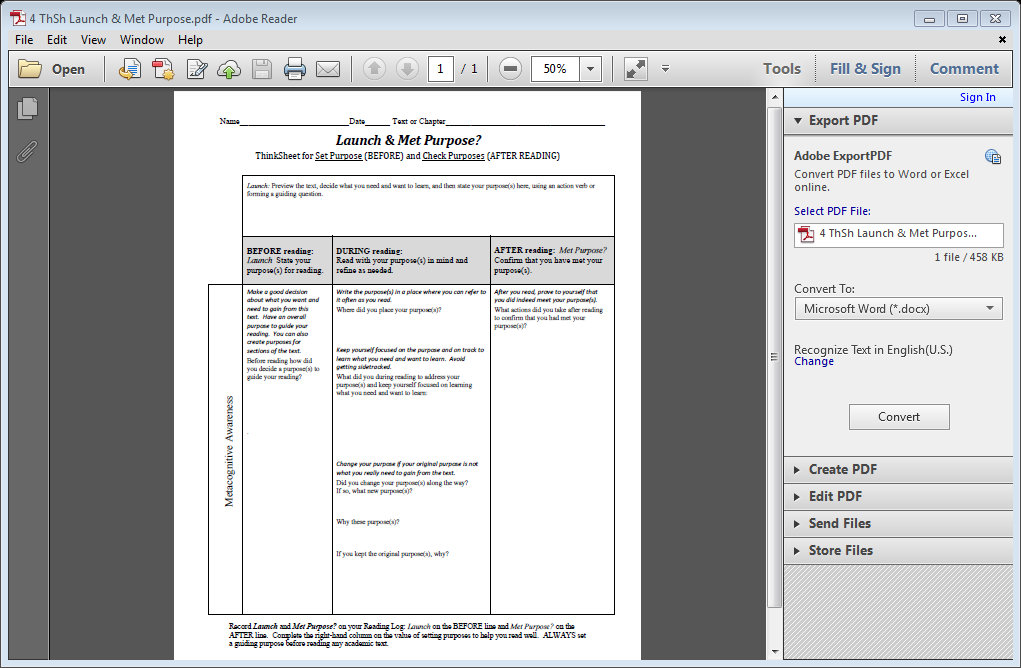 4 ThSh Launch & Met Purpose.pdf - Adobe Reader
File Edit View Window Help
Open 1 / 1 50% Tools Fill & Sign Comment
Sign In
Export PDF
Adobe ExportPDF
Convert PDF files to Word or Excel
online.
Select PDF File:
4 ThSh Launch & Met Purpos...
1 file / 458 KB
Convert To:
Microsoft Word (*.docx)
Recognize Text in English(U.S.)
Change
Convert
Create PDF
Edit PDF
Send Files
Store Files
Name Date Text or Chapter
Launch & Met Purpose?
ThinkSheet for Set Purpose (BEFORE) and Check Purposes (AFTER READING)
Launch: Preview the text, decide what you need and want to learn, and then state your purpose(s) here, using an action verb or
forming a guiding question.
BEFORE reading:
Launch State your
purpose(s) for reading.
DURING reading:
Read with your purpose(s) in mind and
refine as needed.
AFTER reading: Met Purpose?
Confirm that you have met your
purpose(s).
Metacognitive Awareness
Make a good decision
about what you want and
need to gain from this
text. Have an overall
purpose to guide your
reading. You can also
create purposes for
sections of the text.
Before reading how did
you decide a purpose(s) to
guide your reading?
Write the purpose(s) in a place where you can refer to
it often as you read.
Where did you place your purpose(s)?
Keep yourself focused on the purpose and on track to
learn what you need and want to learn. Avoid
getting sidetracked.
What did you during reading to address your
purpose(s) and keep yourself focused on learning
what you need and want to learn:
Change your purpose if your original purpose is not
what you really need to gain from the text.
Did you change your purpose(s) along the way?
If so, what new purpose(s)?
Why these purpose(s)?
If you kept the original purpose(s), why?
After you read, prove to yourself that
you did indeed meet your purpose(s).
What actions did you take after reading
to confirm that you had met your
purpose(s)?
Record Launch and Met Purpose? on your Reading Log: Launch on the BEFORE line and Met Purpose? on the
AFTER line. Complete the right-hand column on the value of setting purposes to help you read well. ALWAYS set
a guiding purpose before reading any academic text.